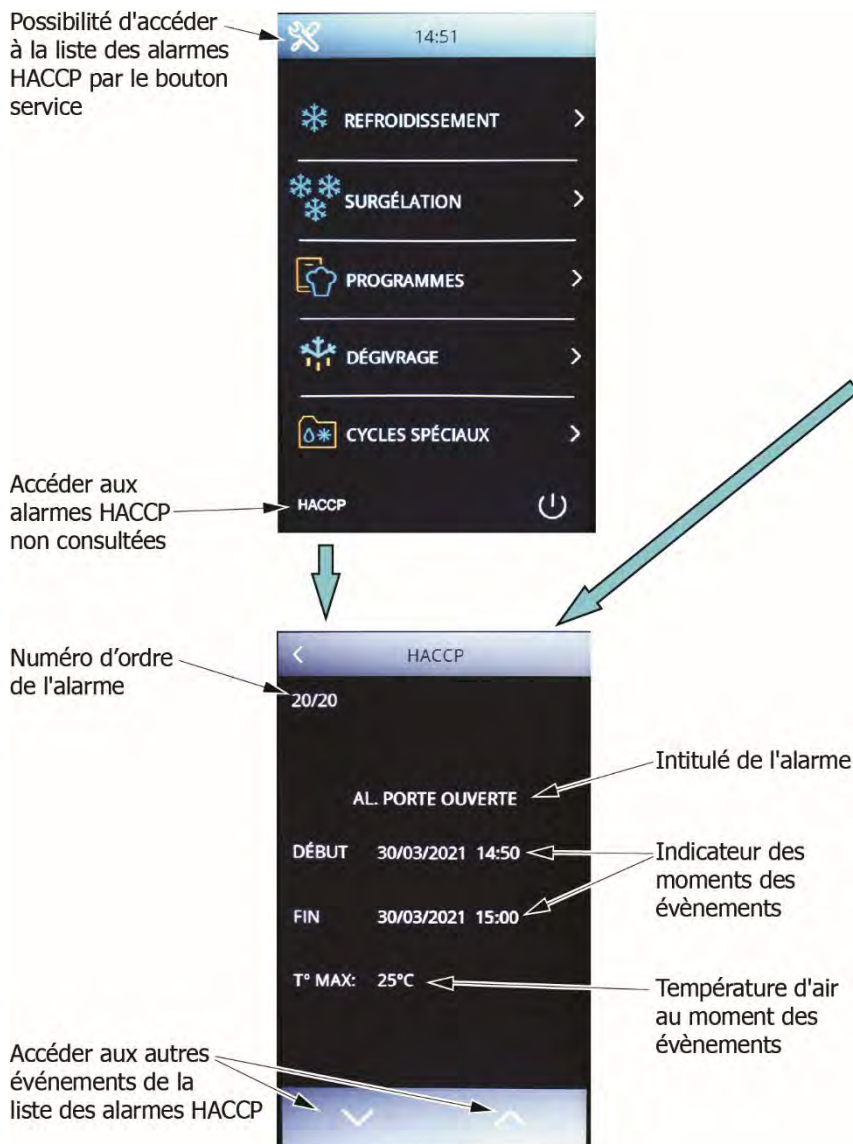 Possibilité d'accéder
à la liste des alarmes
HACCP par le bouton
service
14:51
REFROIDISSEMENT
SURGÉLATION
PROGRAMMES
DÉGIVRAGE
CYCLES SPÉCIAUX
HACCP
Accéder aux
alarmes HACCP
non consultées
HACCP
Numéro d'ordre
de l'alarme
20/20
AL. PORTE OUVERTE
Intitulé de l'alarme
DÉBUT 30/03/2021 14:50
Indicateur des
moments des
évènements
FIN 30/03/2021 15:00
T° MAX: 25°C
Température d'air
au moment des
évènements
Accéder aux autres
événements de la
liste des alarmes HACCP